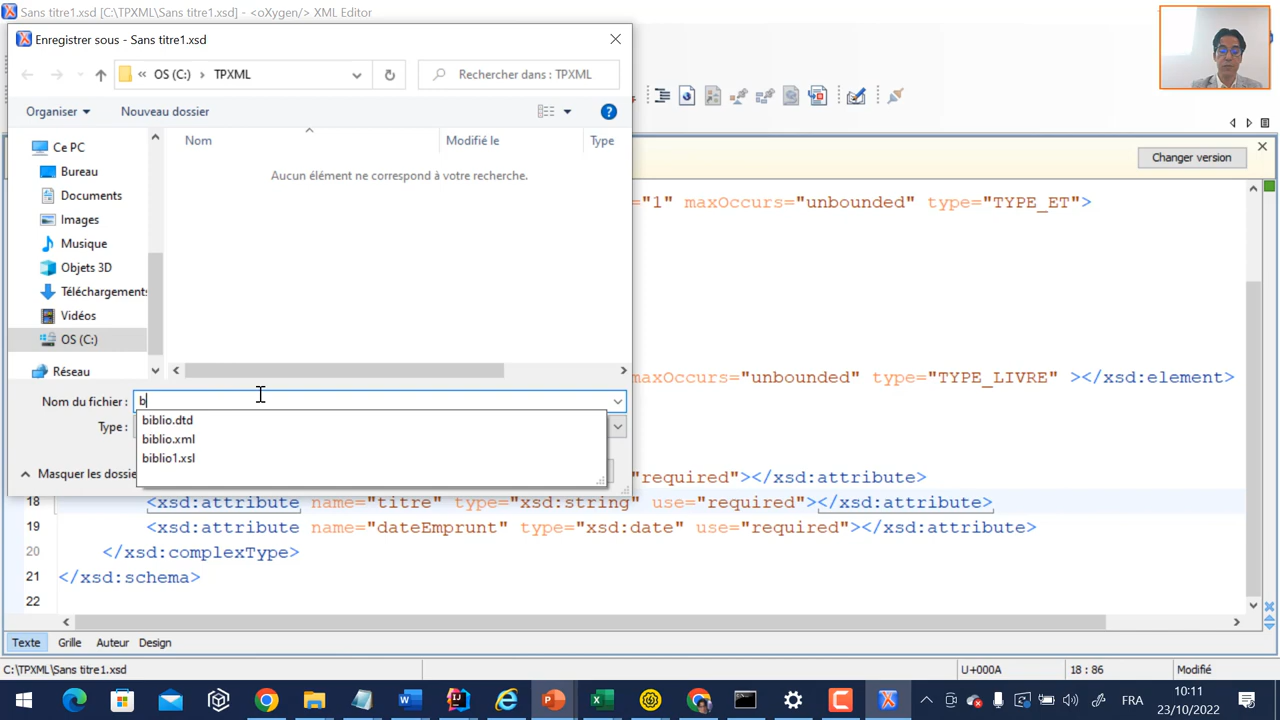 Sans titre1.xsd [C:\TPXML\Sans titre1.xsd] - <oXygen/> XML Editor
Enregistrer sous - Sans titre1.xsd
« OS (C:) › TPXML
Rechercher dans : TPXML
Organiser
Nouveau dossier
Nom
Modifié le
Type
Aucun élément ne correspond à votre recherche.
Ce PC
Bureau
Documents
Images
Musique
Objets 3D
Téléchargements
Vidéos
OS (C:)
Réseau
Nom du fichier : b
biblio.dtd
biblio.xml
biblio1.xsl
Type :
Masquer les dossie
Changer version
="1" maxOccurs="unbounded" type="TYPE_ET">
maxOccurs="unbounded" type="TYPE_LIVRE" ></xsd:element>
"required"></xsd:attribute>
18 <xsd:attribute name="titre" type="xsd:string" use="required"></xsd:attribute>
19 <xsd:attribute name="dateEmprunt" type="xsd:date" use="required"></xsd:attribute>
20 </xsd:complexType>
21 </xsd:schema>
22
Texte Grille Auteur Design
C:\TPXML\Sans titre1.xsd
U+000A
18 : 86
Modifié
FRA
10:11
23/10/2022